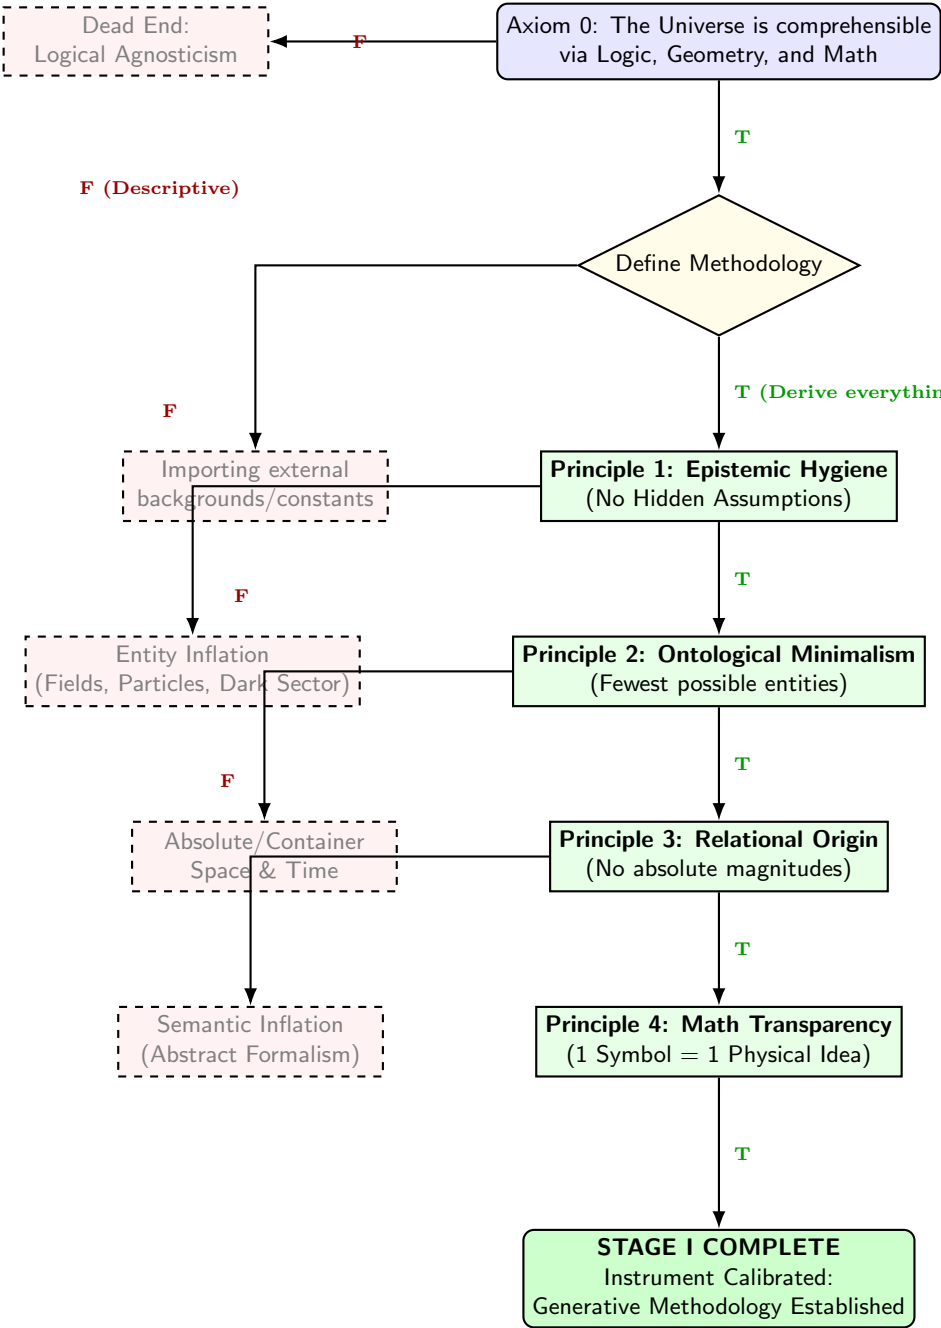 Dead End:
Logical Agnosticism
F
Axiom 0: The Universe is comprehensible
via Logic, Geometry, and Math
T
F (Descriptive)
Define Methodology
T (Derive everythin
F
Importing external
backgrounds/constants
Principle 1: Epistemic Hygiene
(No Hidden Assumptions)
T
F
Entity Inflation
(Fields, Particles, Dark Sector)
Principle 2: Ontological Minimalism
(Fewest possible entities)
T
F
Absolute/Container
Space & Time
Principle 3: Relational Origin
(No absolute magnitudes)
T
Semantic Inflation
(Abstract Formalism)
Principle 4: Math Transparency
(1 Symbol = 1 Physical Idea)
T
STAGE I COMPLETE
Instrument Calibrated:
Generative Methodology Established